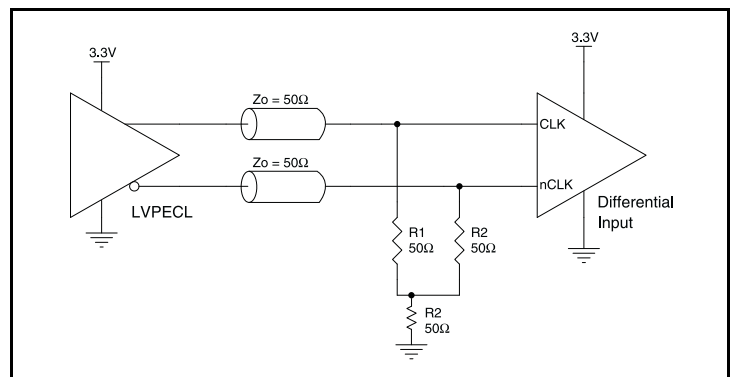 3.3V
3.3V
Zo = 50Ω
CLK
Zo = 50Ω
nCLK
LVPECL
Differential
Input
R1
50Ω
R2
50Ω
R2
50Ω